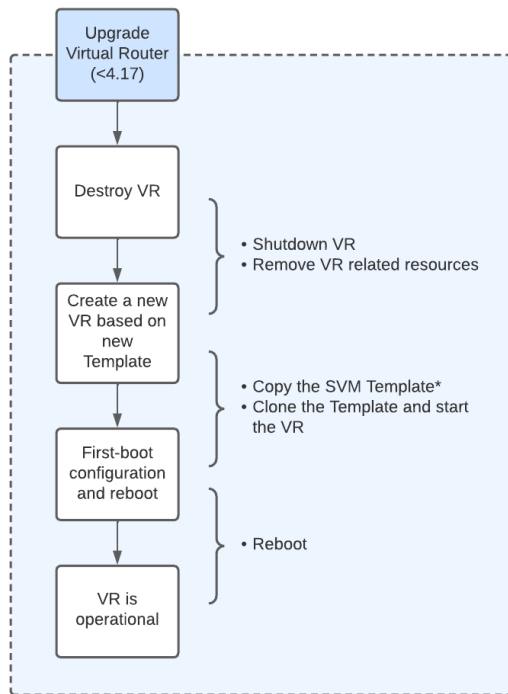 Upgrade
Virtual Router
(<4.17)
Destroy VR
• Shutdown VR
• Remove VR related resources
Create a new
VR based on
new
Template
• Copy the SVM Template*
• Clone the Template and start
the VR
First-boot
configuration
and reboot
• Reboot
VR is
operational